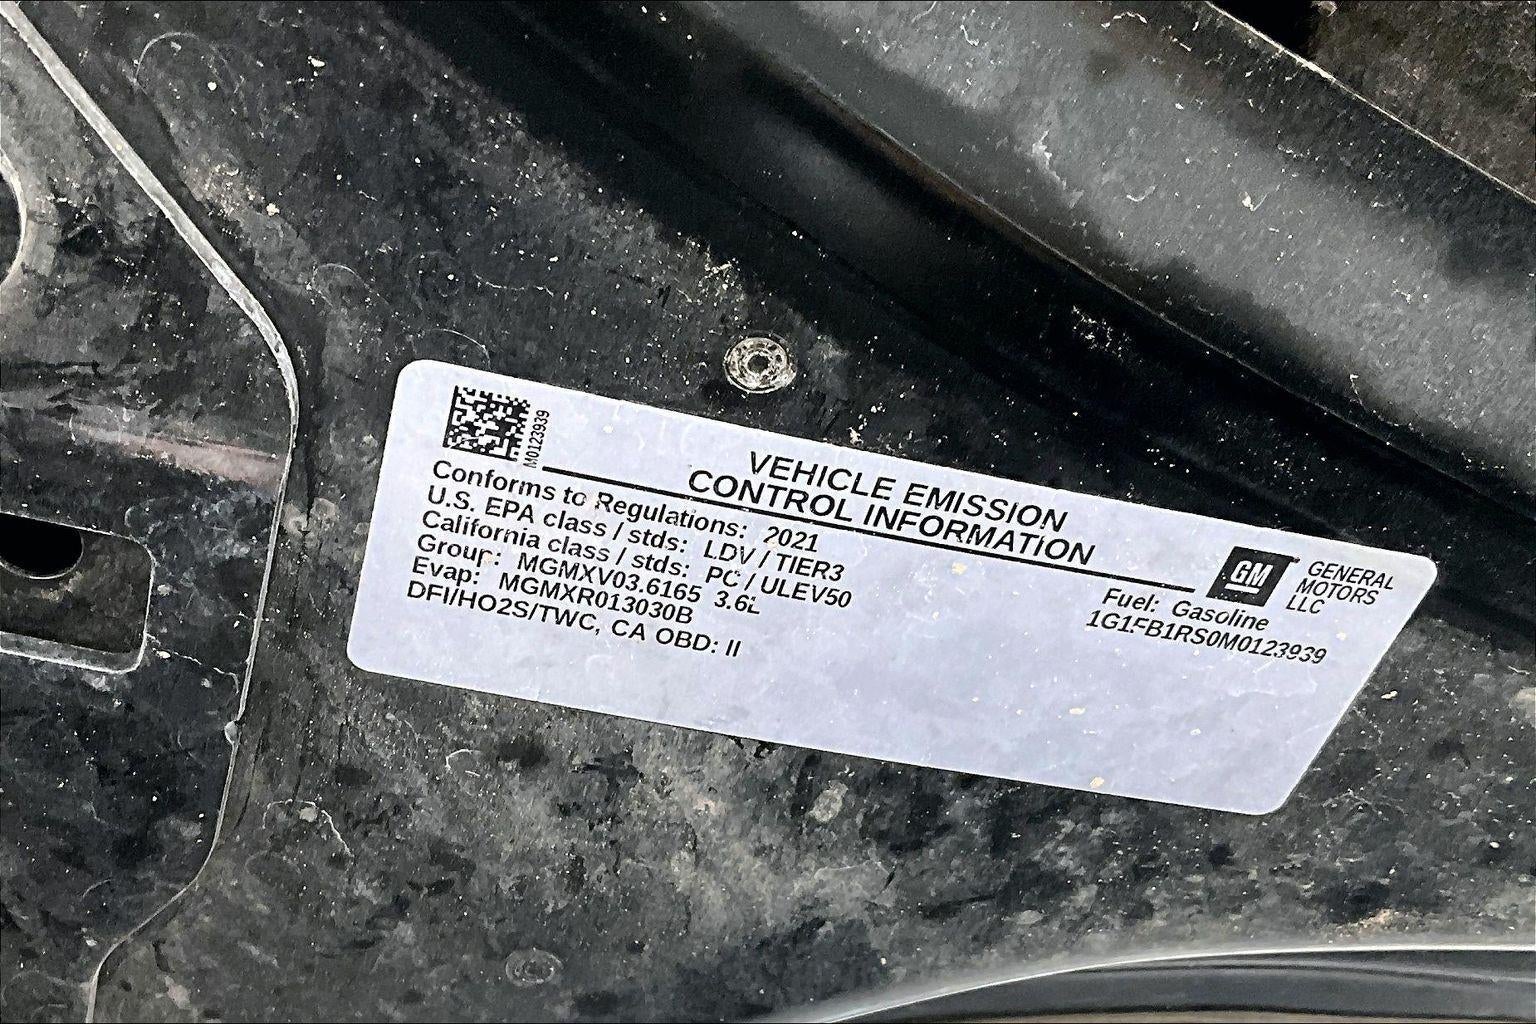 M0123939
VEHICLE EMISSION
CONTROL INFORMATION
Conforms to Regulations: 2021
U.S. EPA class / stds: LDV / TIER3
California class / stds: PC / ULEV50
Group: MGMXV03.6165 3.6L
Evap: MGMXR013030B
DFI/HO2S/TWC, CA OBD: II
GM
GENERAL
MOTORS
LLC
Fuel: Gasoline
1G1FB1RS0M0123939